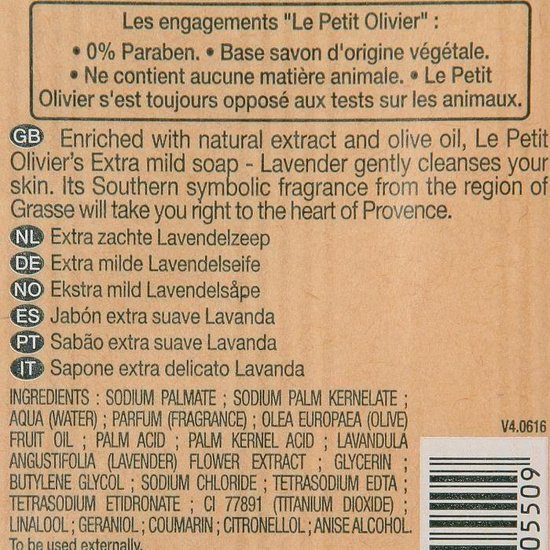 Les engagements "Le Petit Olivier" :
• 0% Paraben. • Base savon d'origine végétale.
• Ne contient aucune matière animale. • Le Petit
Olivier s'est toujours opposé aux tests sur les animaux.
GB Enriched with natural extract and olive oil, Le Petit
Olivier's Extra mild soap - Lavender gently cleanses your
skin. Its Southern symbolic fragrance from the region of
Grasse will take you right to the heart of Provence.
NL Extra zachte Lavendelzeep
DE Extra milde Lavendelseife
NO Ekstra mild Lavendelsåpe
ES Jabón extra suave Lavanda
PT Sabão extra suave Lavanda
IT Sapone extra delicato Lavanda
INGREDIENTS : SODIUM PALMATE ; SODIUM PALM KERNELATE ;
AQUA (WATER) ; PARFUM (FRAGRANCE) ; OLEA EUROPAEA (OLIVE)
FRUIT OIL ; PALM ACID ; PALM KERNEL ACID ; LAVANDULA
ANGUSTIFOLIA (LAVENDER) FLOWER EXTRACT ; GLYCERIN ;
BUTYLENE GLYCOL ; SODIUM CHLORIDE ; TETRASODIUM EDTA ;
TETRASODIUM ETIDRONATE ; CI 77891 (TITANIUM DIOXIDE) ;
LINALOOL ; GERANIOL ; COUMARIN ; CITRONELLOL ; ANISE ALCOHOL
To be used externally.
V4.0616
05509